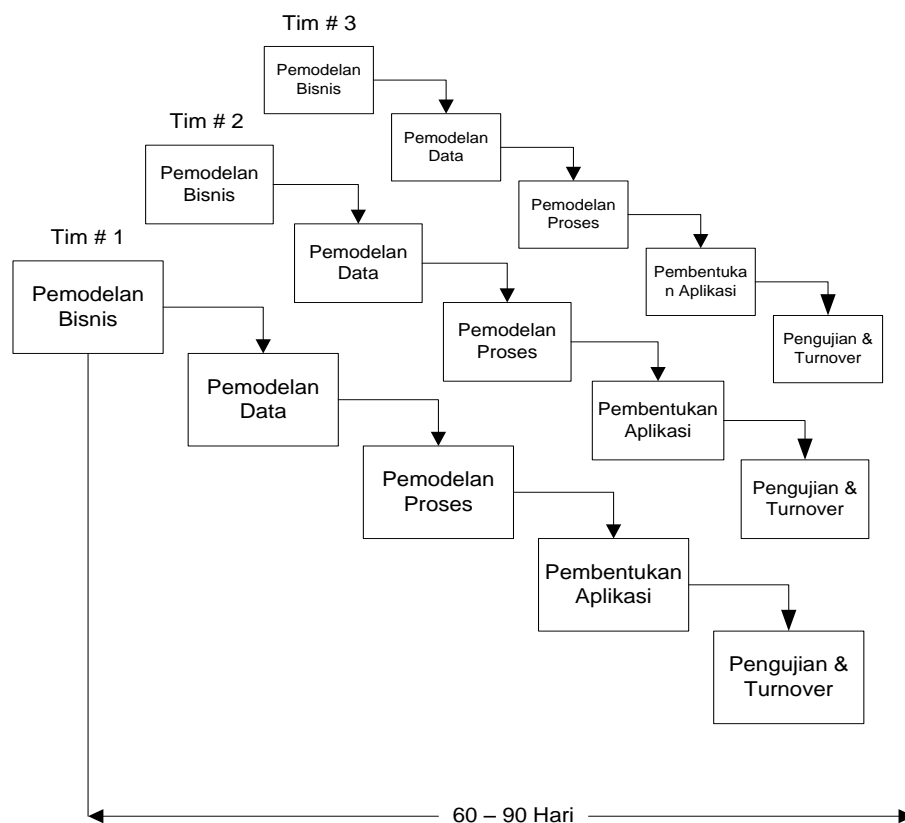 Tim # 3
Pemodelan
Bisnis
Pemodelan
Data
Pemodelan
Proses
Pembentuka
n Aplikasi
Pengujian &
Turnover
Tim # 2
Pemodelan
Bisnis
Pemodelan
Data
Pemodelan
Proses
Pembentukan
Aplikasi
Pengujian &
Turnover
Tim # 1
Pemodelan
Bisnis
Pemodelan
Data
Pemodelan
Proses
Pembentukan
Aplikasi
Pengujian &
Turnover
60 – 90 Hari